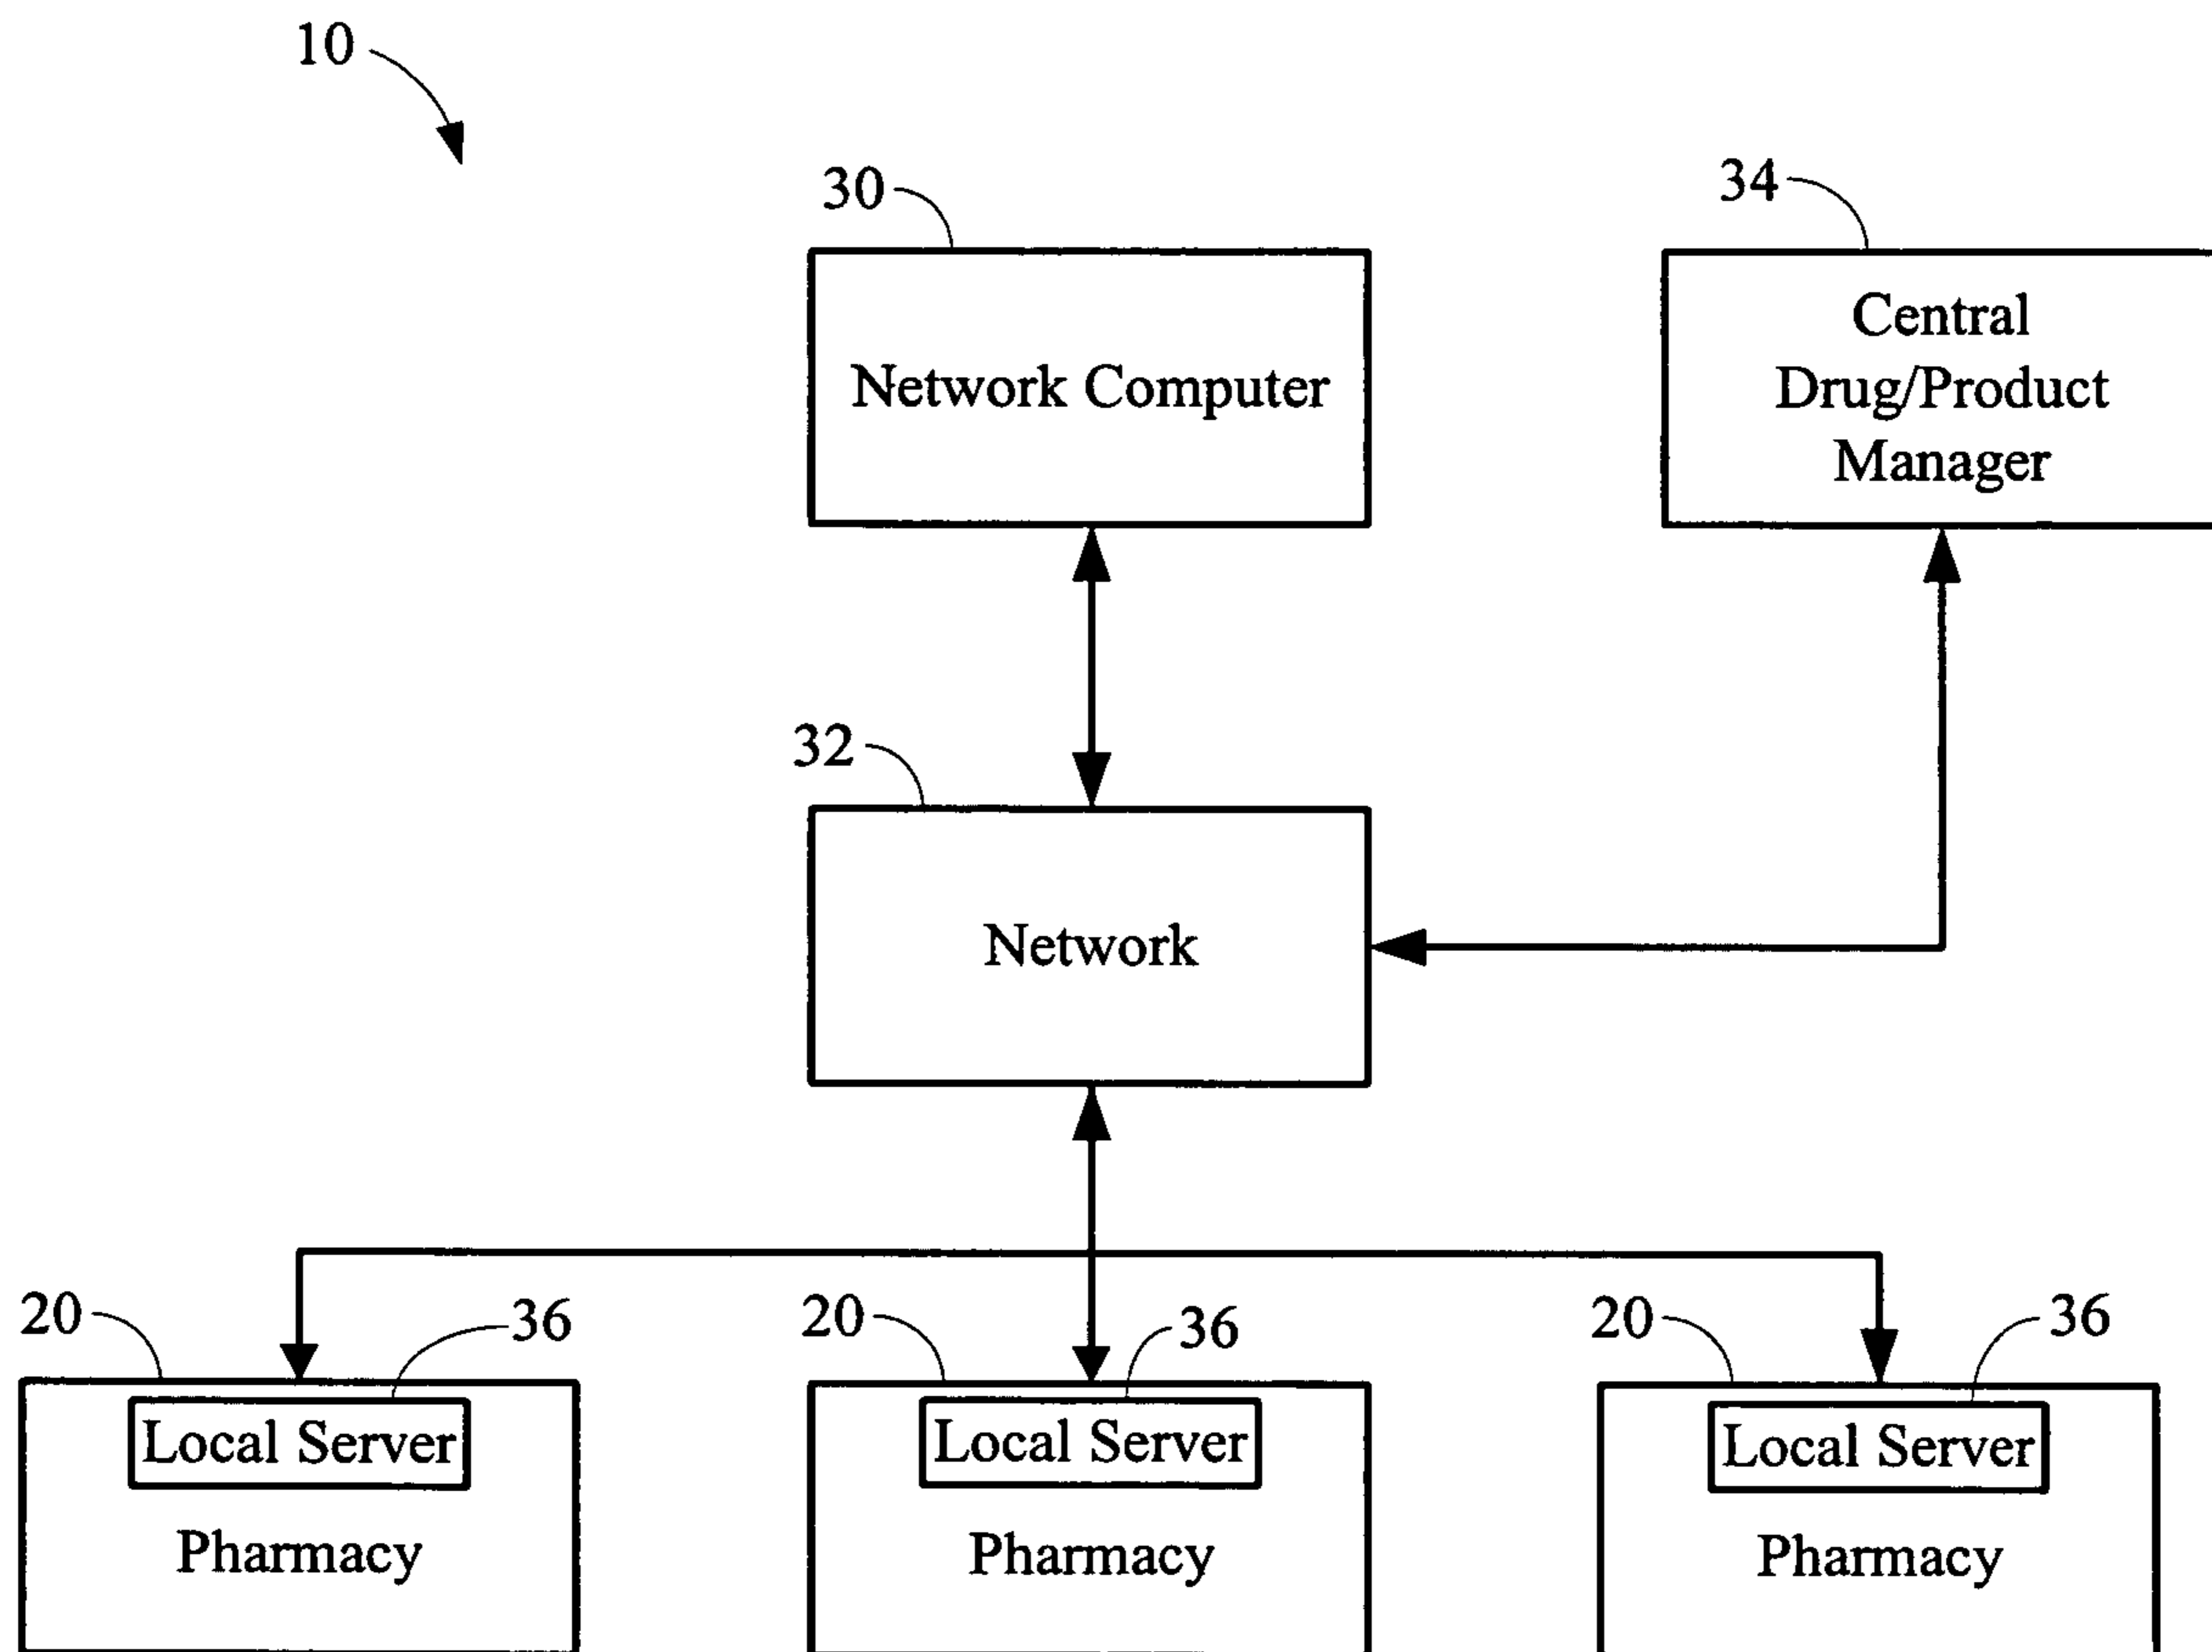 10
30
34
Network Computer
Central
Drug/Product
Manager
32
Network
20
36
20
36
20
36
Local Server
Local Server
Local Server
Pharmacy
Pharmacy
Pharmacy